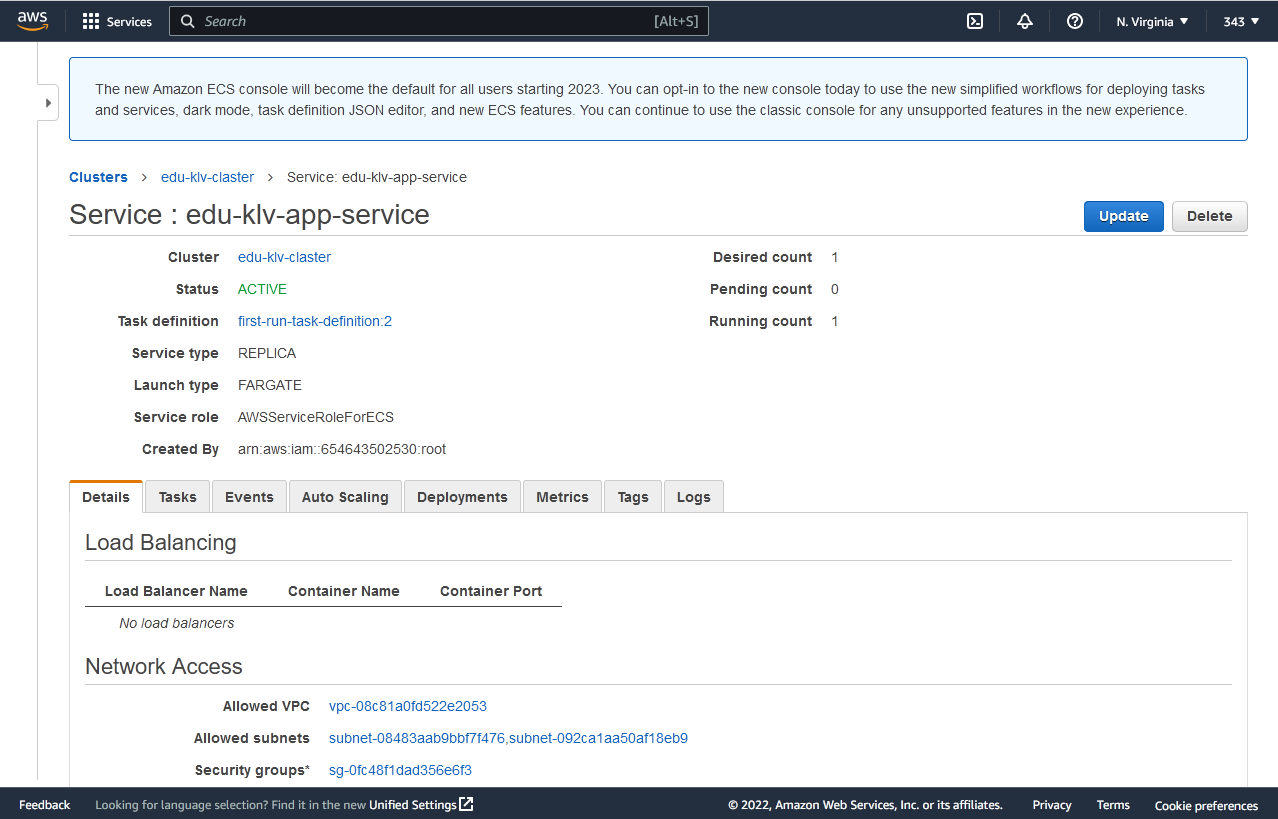 aws Services Search [Alt+S] N. Virginia 343
The new Amazon ECS console will become the default for all users starting 2023. You can opt-in to the new console today to use the new simplified workflows for deploying tasks
and services, dark mode, task definition JSON editor, and new ECS features. You can continue to use the classic console for any unsupported features in the new experience.
Clusters > edu-klv-claster > Service: edu-klv-app-service
Service : edu-klv-app-service Update Delete
Cluster edu-klv-claster Desired count 1
Status ACTIVE Pending count 0
Task definition first-run-task-definition:2 Running count 1
Service type REPLICA
Launch type FARGATE
Service role AWSServiceRoleForECS
Created By arn:aws:iam::654643502530:root
Details Tasks Events Auto Scaling Deployments Metrics Tags Logs
Load Balancing
Load Balancer Name Container Name Container Port
No load balancers
Network Access
Allowed VPC vpc-08c81a0fd522e2053
Allowed subnets subnet-08483aab9bbf7f476,subnet-092ca1aa50af18eb9
Security groups* sg-0fc48f1dad356e6f3
Feedback Looking for language selection? Find it in the new Unified Settings © 2022, Amazon Web Services, Inc. or its affiliates. Privacy Terms Cookie preferences